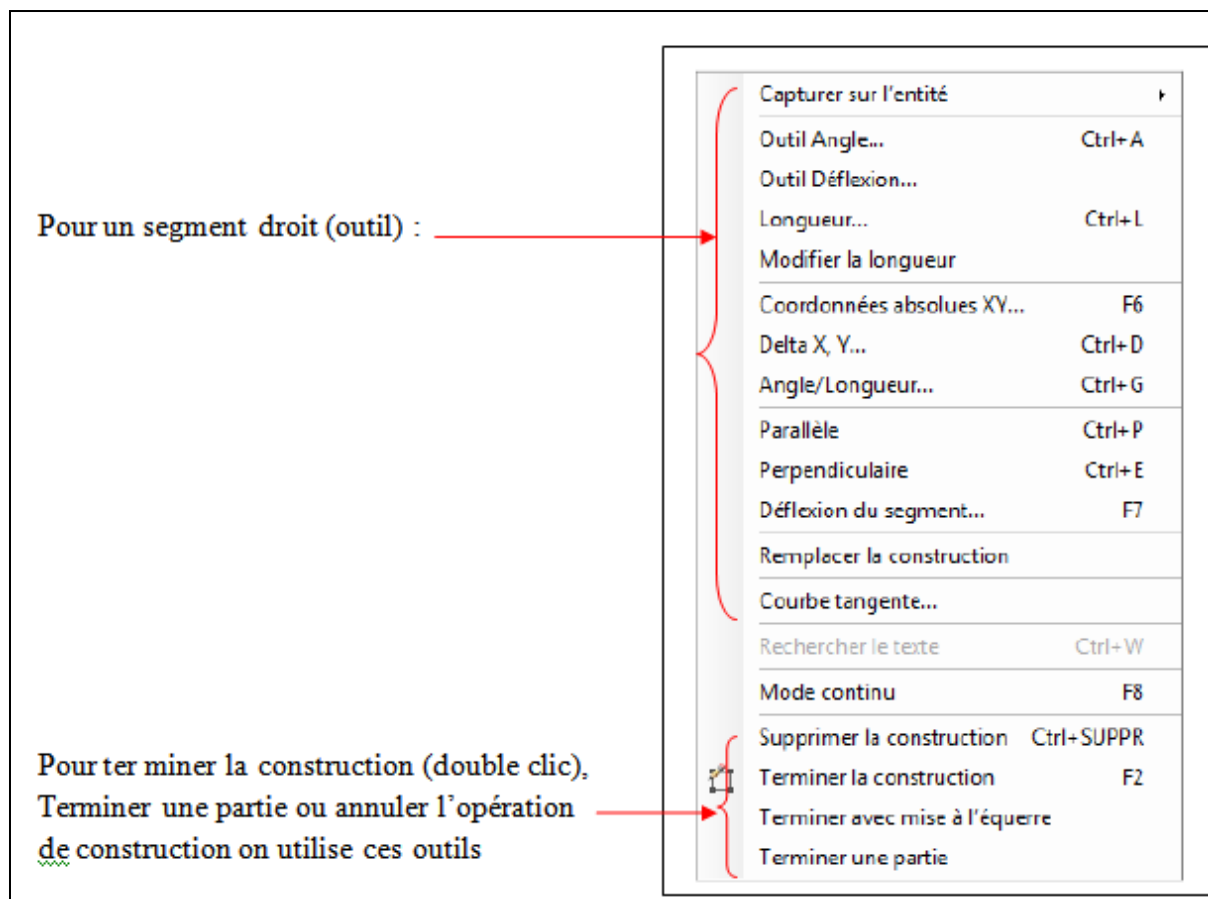 Capturer sur l'entité
Outil Angle... Ctrl+A
Outil Déflexion...
Pour un segment droit (outil) :
Longueur... Ctrl+L
Modifier la longueur
Coordonnées absolues XY... F6
Delta X, Y... Ctrl+D
Angle/Longueur... Ctrl+G
Parallèle Ctrl+P
Perpendiculaire Ctrl+E
Déflexion du segment... F7
Remplacer la construction
Courbe tangente...
Rechercher le texte Ctrl+W
Mode continu F8
Pour ter miner la construction (double clic),
Terminer une partie ou annuler l'opération
de construction on utilise ces outils
Supprimer la construction Ctrl+SUPPR
Terminer la construction F2
Terminer avec mise à l'équerre
Terminer une partie